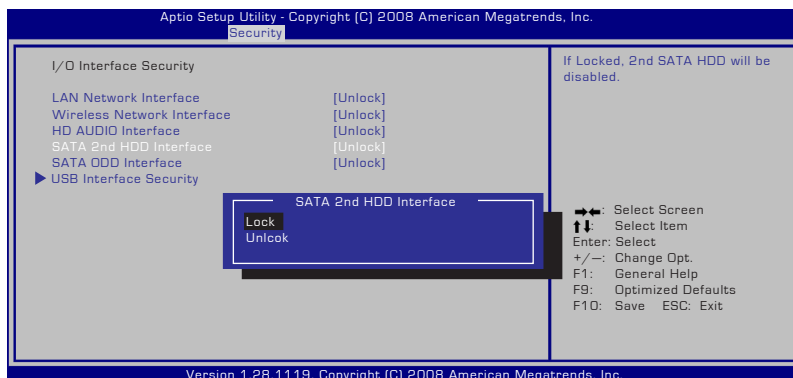 Aptio Setup Utility - Copyright (C) 2008 American Megatrends, Inc.
Security
I/O Interface Security
LAN Network Interface [Unlock]
Wireless Network Interface [Unlock]
HD AUDIO Interface [Unlock]
SATA 2nd HDD Interface [Unlock]
SATA ODD Interface [Unlock]
USB Interface Security
SATA 2nd HDD Interface
Lock
Unlcok
If Locked, 2nd SATA HDD will be
disabled.
: Select Screen
: Select Item
Enter: Select
+/—: Change Opt.
F1: General Help
F9: Optimized Defaults
F10: Save ESC: Exit
Version 1.28.1119. Copyright (C) 2008 American Megatrends, Inc.